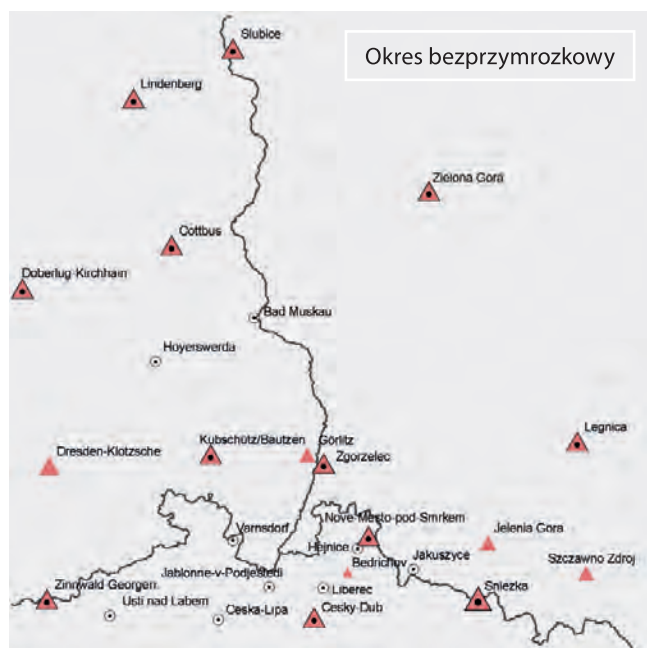 Slubice
Okres bezprzymrozkowy
Lindenberg
Zielona Gora
Cottbus
Doberlug-Kirchhain
Bad Muskau
Hoyerswerda
Legnica
Kubschütz/Bautzen
Görlitz
Dresden-Klotzsche
Zgorzelec
Nove-Mesto-pod-Smrkem
Varnsdorf
Jelenia Gora
Hejnice
Jakuszyce
Szczawno Zdroj
Bedrichov
Jablonne-v-Podjestedi
Zinnwald Georgen.
Liberec
Sniezka
Usti nad Labem
Ceska-Lipa
Cesky-Dub